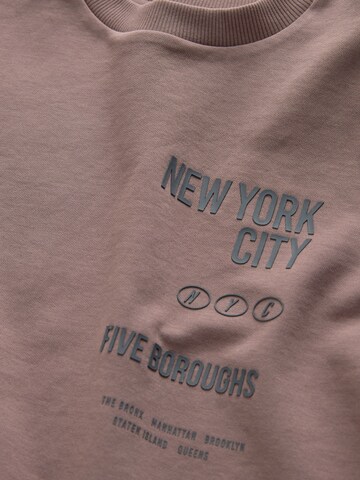 NEW YORK
CITY
N Y C
FIVE BOROUGHS
THE BRONX MANHATTAN BROOKLYN
STATEN ISLAND QUEENS